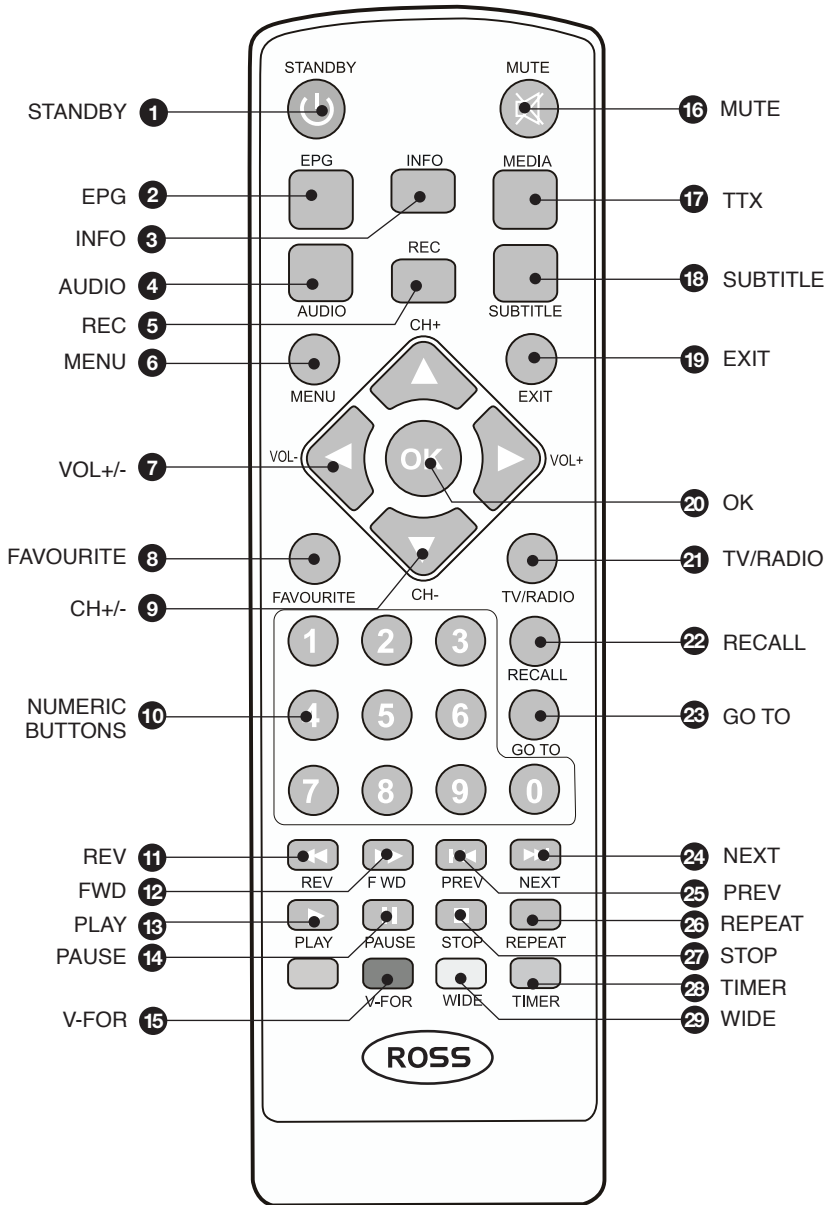 STANDBY MUTE
STANDBY 1 16 MUTE
EPG INFO MEDIA
EPG 2 17 TTX
INFO 3
REC
AUDIO 4 18 SUBTITLE
AUDIO SUBTITLE
REC 5
CH+
MENU 6 19 EXIT
MENU EXIT
VOL- OK VOL+
VOL+/- 7
20 OK
FAVOURITE 8 21 TV/RADIO
FAVOURITE CH- TV/RADIO
CH+/- 9
1 2 3 22 RECALL
RECALL
NUMERIC
BUTTONS 10
4 5 6 23 GO TO
GO TO
7 8 9 0
REV 11 24 NEXT
REV F WD PREV NEXT
FWD 12 25 PREV
PLAY 13 26 REPEAT
PLAY PAUSE STOP REPEAT
PAUSE 14 27 STOP
28 TIMER
V-FOR WIDE TIMER
V-FOR 15 29 WIDE
ROSS